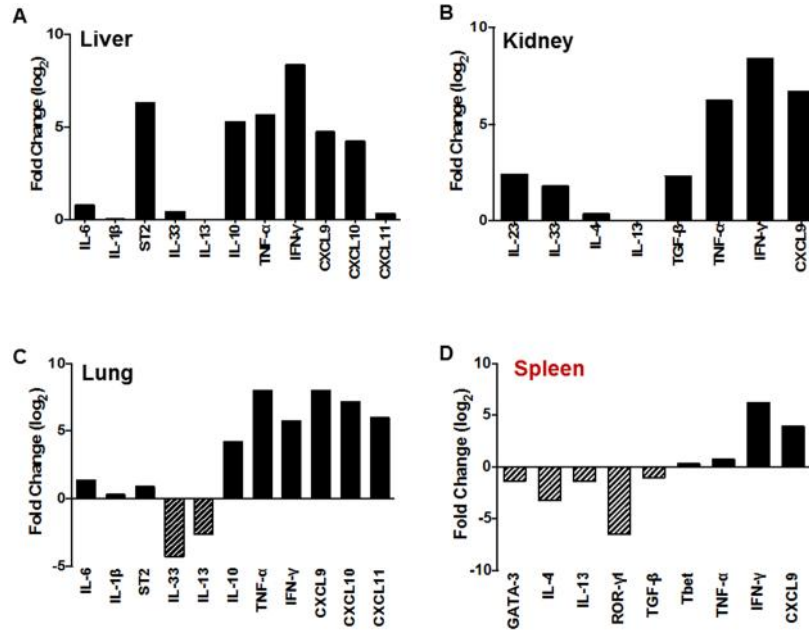 A
Liver
Fold Change (log2)
10
5
0
IL-6
IL-1β
ST2
IL-33
IL-13
IL-10
TNF-α
IFN-γ
CXCL9
CXCL10
CXCL11
B
Kidney
Fold Change (log2)
10
5
0
IL-23
IL-33
IL-4
IL-13
TGF-β
TNF-α
IFN-γ
CXCL9
C
Lung
Fold Change (log2)
10
5
0
-5
IL-6
IL-1β
ST2
IL-33
IL-13
IL-10
TNF-α
IFN-γ
CXCL9
CXCL10
CXCL11
D
Spleen
Fold Change (log2)
10
5
0
-5
-10
GATA-3
IL-4
IL-13
ROR-γt
TGF-β
Tbet
TNF-α
IFN-γ
CXCL9